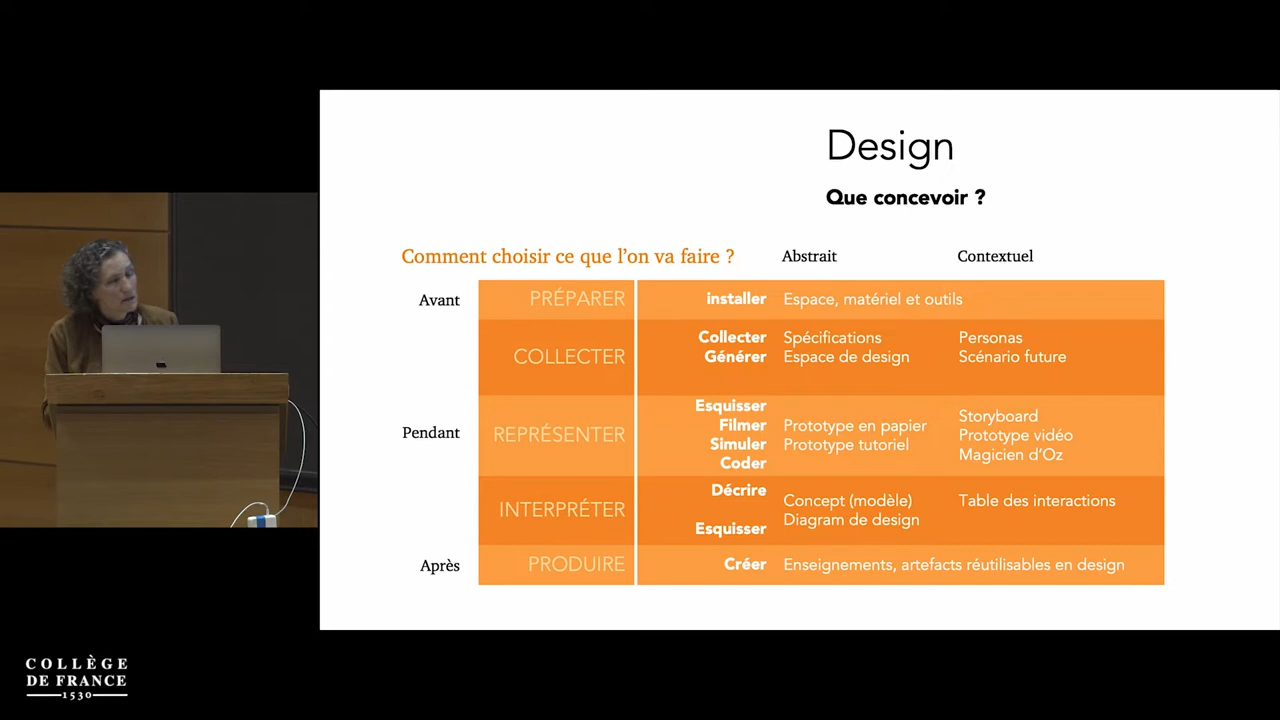 Design
Que concevoir ?
Comment choisir ce que l'on va faire ?
Abstrait
Contextuel
Avant
PRÉPARER
installer
Espace, matériel et outils
COLLECTER
Collecter
Générer
Spécifications
Espace de design
Personas
Scénario future
Pendant
REPRÉSENTER
Esquisser
Filmer
Simuler
Coder
Prototype en papier
Prototype tutoriel
Storyboard
Prototype vidéo
Magicien d'Oz
INTERPRÉTER
Décrire
Esquisser
Concept (modèle)
Diagram de design
Table des interactions
Après
PRODUIRE
Créer
Enseignements, artefacts réutilisables en design
COLLÈGE
DE FRANCE
1530